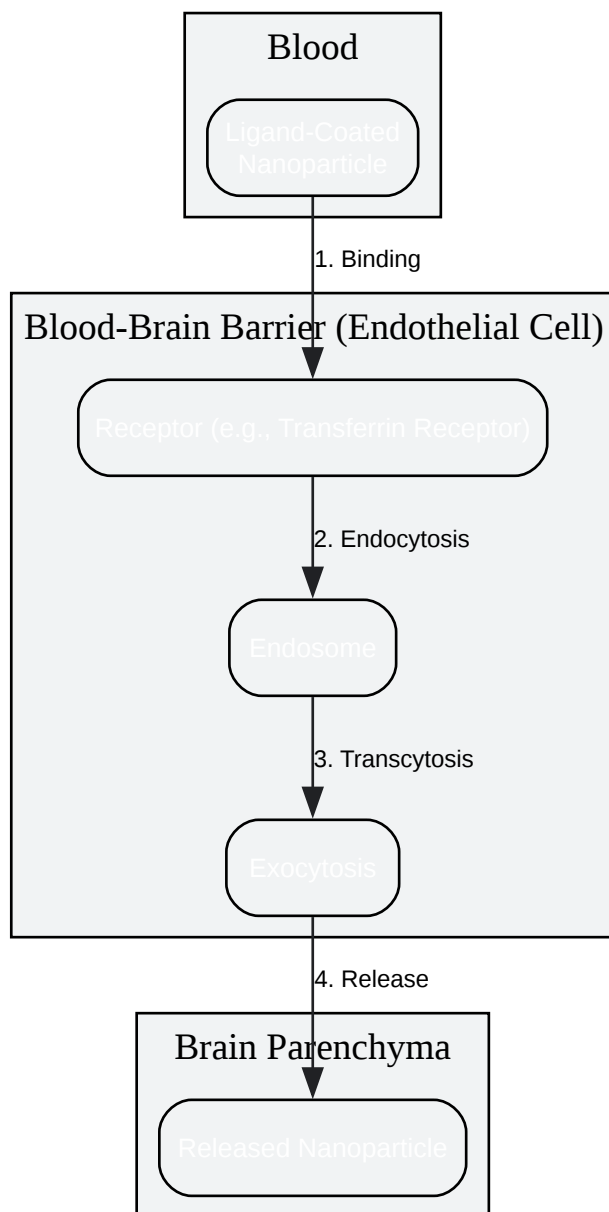 Blood
Ligand-Coated
Nanoparticle
1. Binding
Blood-Brain Barrier (Endothelial Cell)
Receptor (e.g., Transferrin Receptor)
2. Endocytosis
Endosome
3. Transcytosis
Exocytosis
4. Release
Brain Parenchyma
Released Nanoparticle